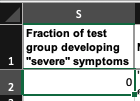 S
1
Fraction of test
group developing
"severe" symptoms
2
0